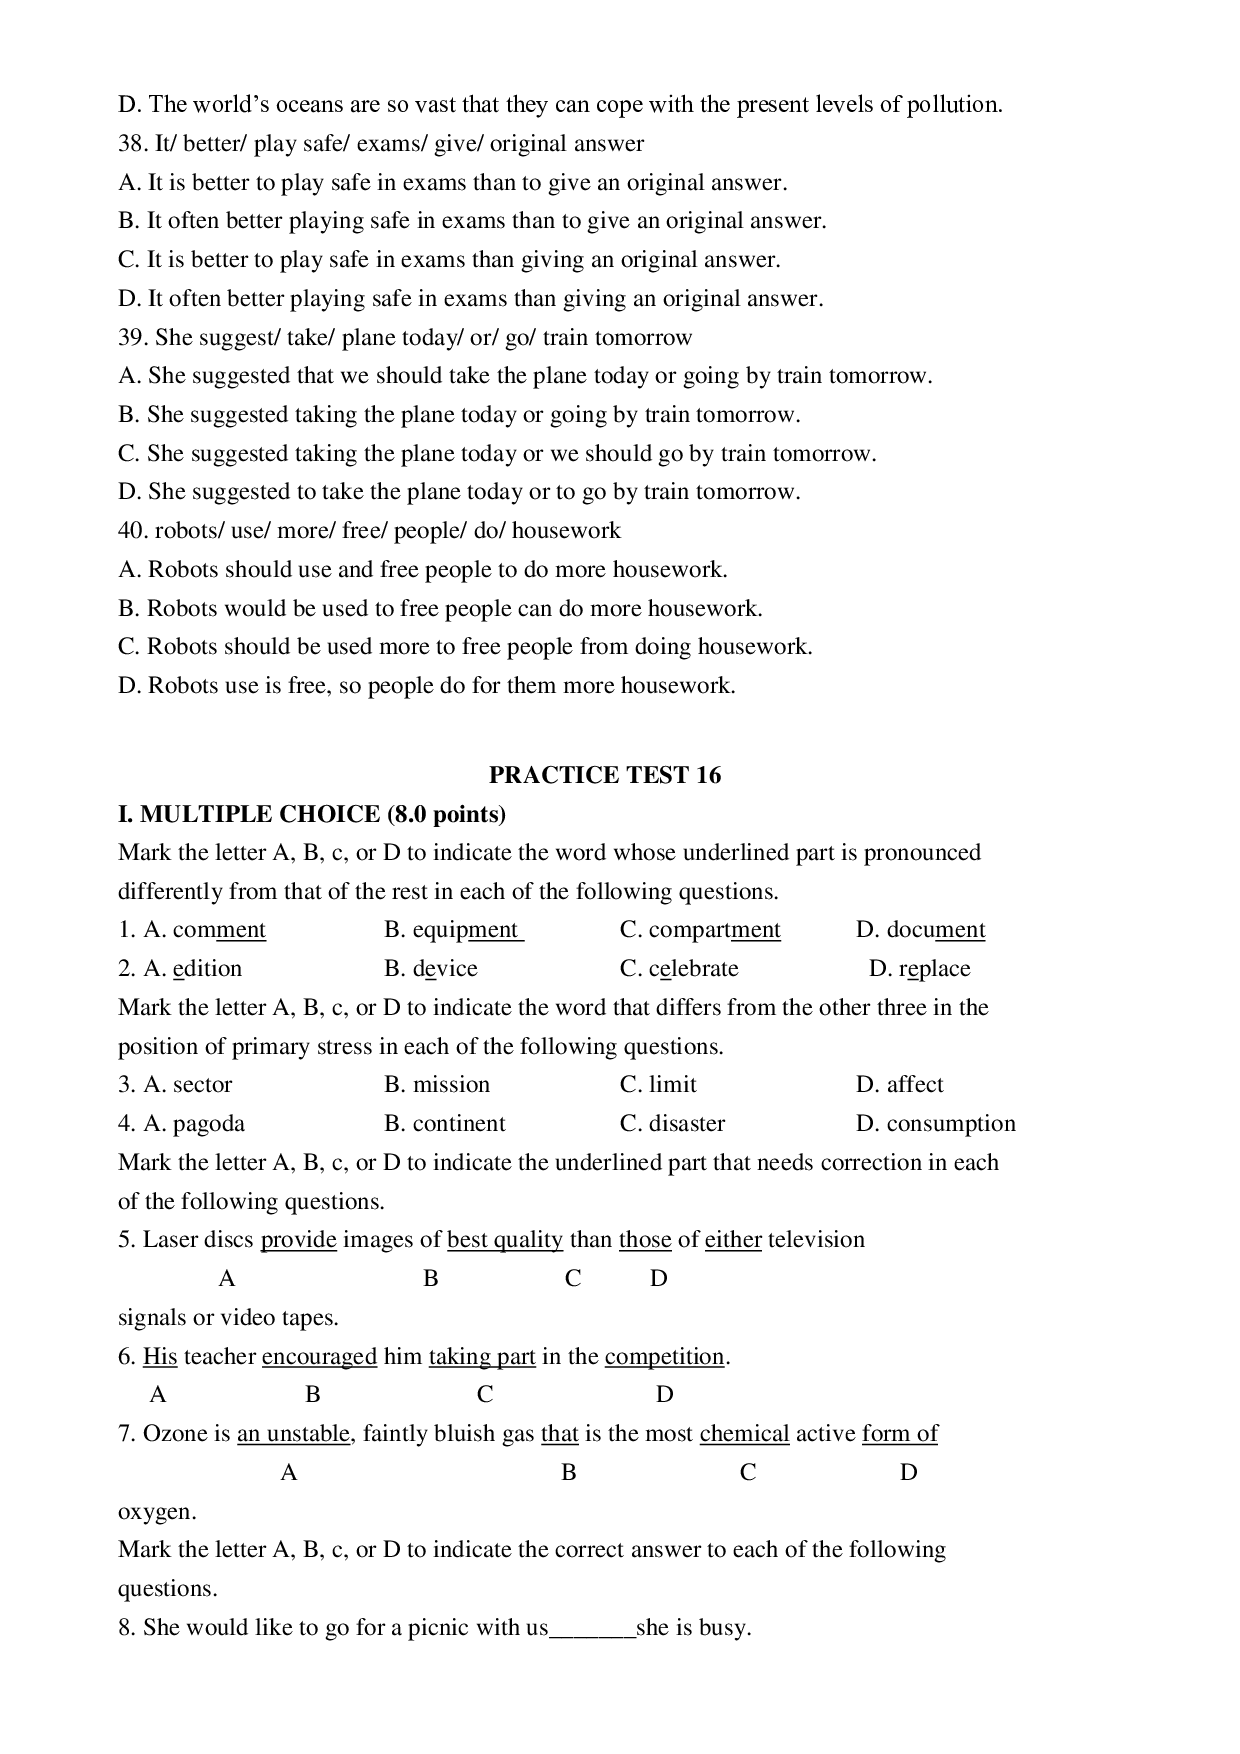 D. The world’s oceans are so vast that they can cope with the present levels of pollution.
38. It/ better/ play safe/ exams/ give/ original answer
A. It is better to play safe in exams than to give an original answer.
B. It often better playing safe in exams than to give an original answer.
C. It is better to play safe in exams than giving an original answer.
D. It often better playing safe in exams than giving an original answer.
39. She suggest/ take/ plane today/ or/ go/ train tomorrow
A. She suggested that we should take the plane today or going by train tomorrow.
B. She suggested taking the plane today or going by train tomorrow.
C. She suggested taking the plane today or we should go by train tomorrow.
D. She suggested to take the plane today or to go by train tomorrow.
40. robots/ use/ more/ free/ people/ do/ housework
A. Robots should use and free people to do more housework.
B. Robots would be used to free people can do more housework.
C. Robots should be used more to free people from doing housework.
D. Robots use is free, so people do for them more housework.
PRACTICE TEST 16
I. MULTIPLE CHOICE (8.0 points)
Mark the letter A, B, c, or D to indicate the word whose underlined part is pronounced
differently from that of the rest in each of the following questions.
1. A. comment B. equipment C. compartment D. document
2. A. edition B. device C. celebrate D. replace
Mark the letter A, B, c, or D to indicate the word that differs from the other three in the
position of primary stress in each of the following questions.
3. A. sector B. mission C. limit D. affect
4. A. pagoda B. continent C. disaster D. consumption
Mark the letter A, B, c, or D to indicate the underlined part that needs correction in each
of the following questions.
5. Laser discs provide images of best quality than those of either television
A B C D
signals or video tapes.
6. His teacher encouraged him taking part in the competition.
A B C D
7. Ozone is an unstable, faintly bluish gas that is the most chemical active form of
A B C D
oxygen.
Mark the letter A, B, c, or D to indicate the correct answer to each of the following
questions.
8. She would like to go for a picnic with us_______she is busy.